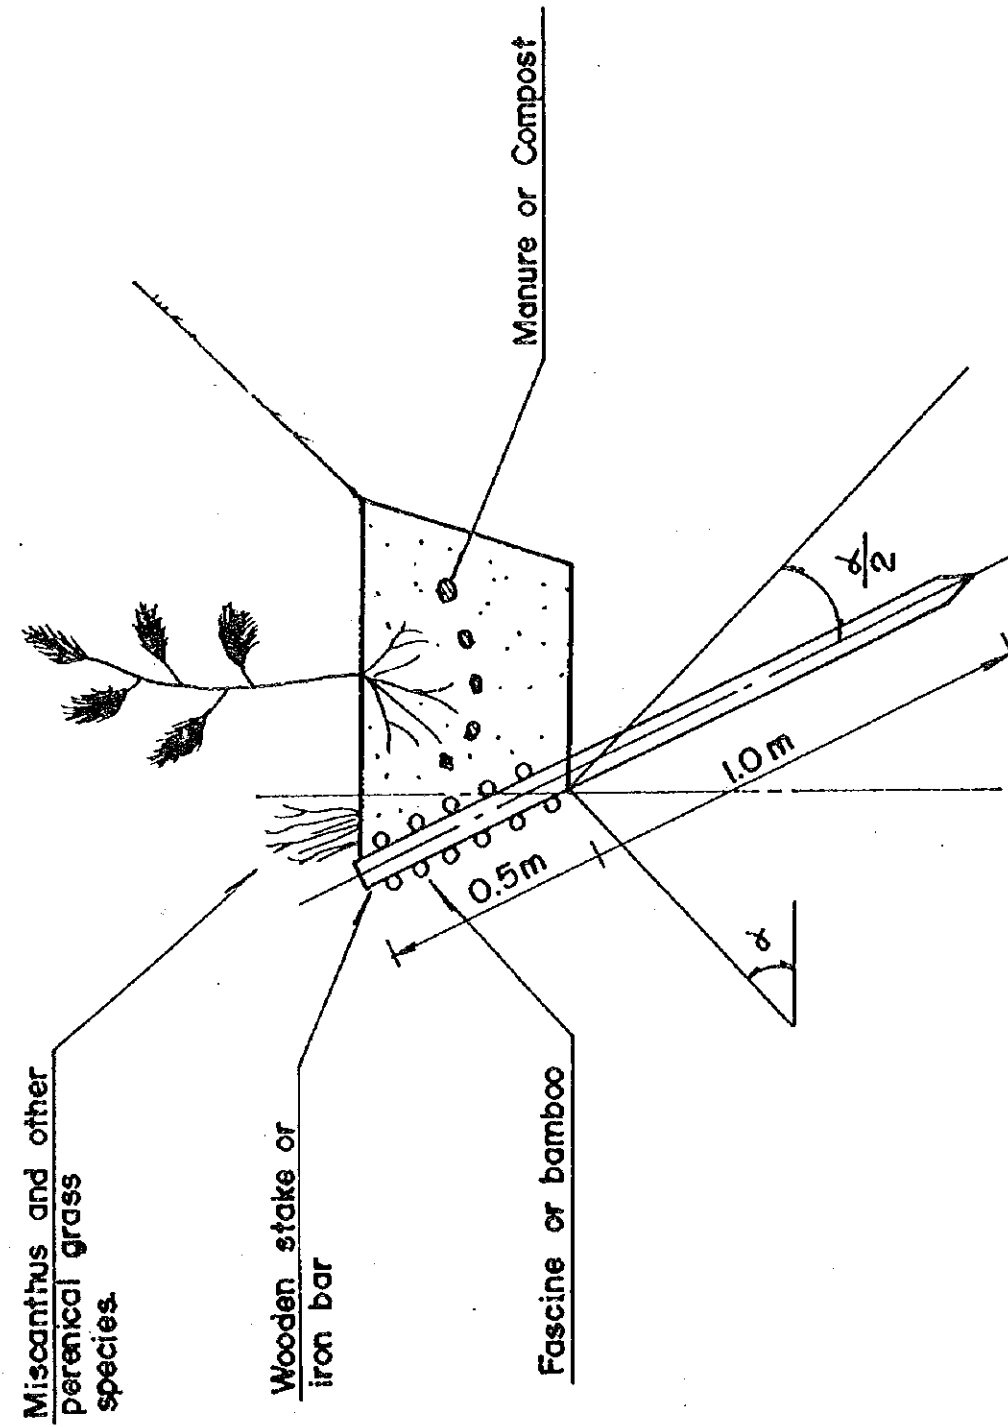 Miscanthus and other
perenical grass
species.
Wooden stake or
iron bar
Fascine or bamboo
Manure or Compost
0.5m
1.0m
α
α/2